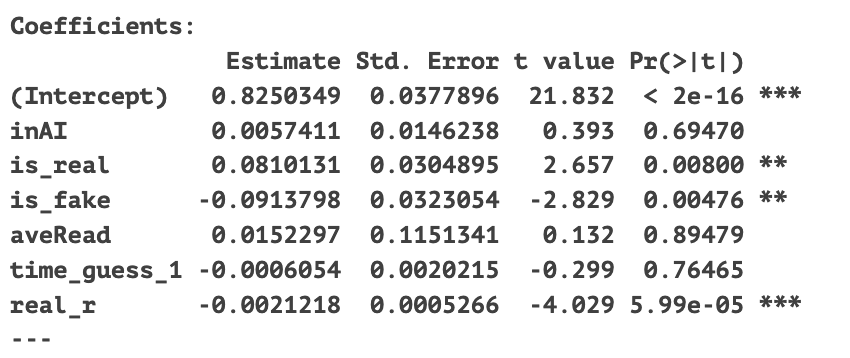 Coefficients:
Estimate Std. Error t value Pr(>|t|)
(Intercept) 0.8250349 0.0377896 21.832 < 2e-16 ***
inAI 0.0057411 0.0146238 0.393 0.69470
is_real 0.0810131 0.0304895 2.657 0.00800 **
is_fake -0.0913798 0.0323054 -2.829 0.00476 **
aveRead 0.0152297 0.1151341 0.132 0.89479
time_guess_1 -0.0006054 0.0020215 -0.299 0.76465
real_r -0.0021218 0.0005266 -4.029 5.99e-05 ***
---